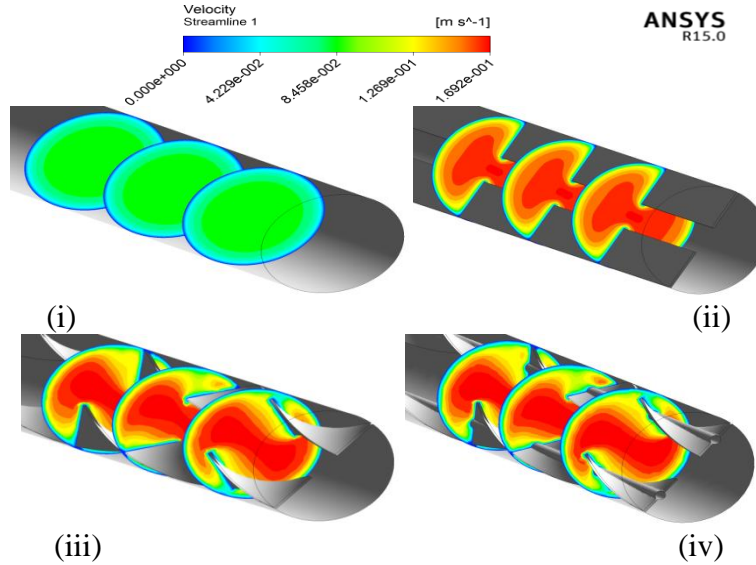 Velocity
Streamline 1
[m s^-1]
ANSYS
R15.0
0.000e+000
4.229e-002
8.458e-002
1.269e-001
1.692e-001
(i)
(ii)
(iii)
(iv)